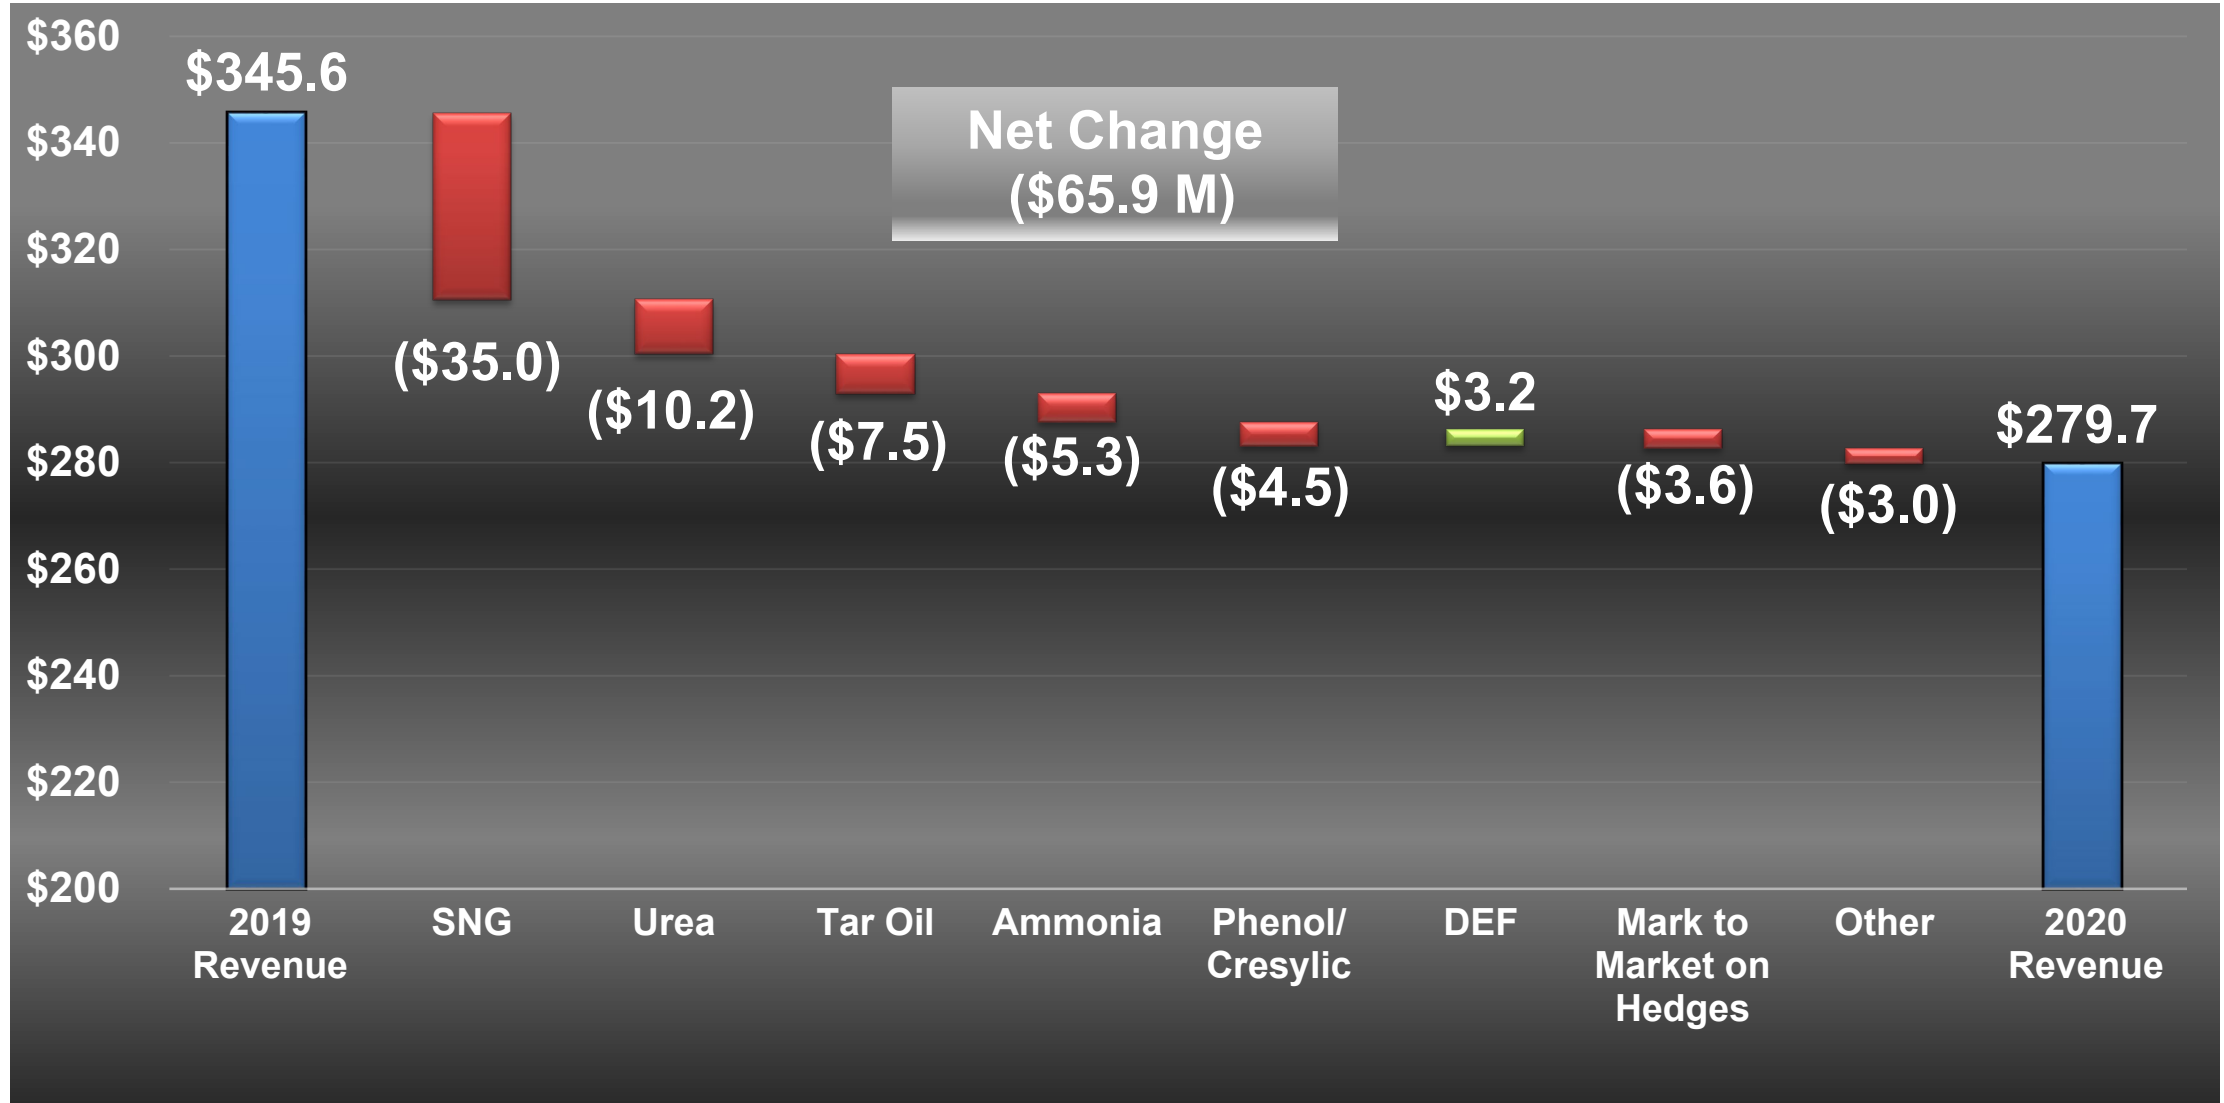 $360
$340
$320
$300
$280
$260
$240
$220
$200
Net Change
($65.9 M)
$345.6
($35.0)
($10.2)
($7.5)
($5.3)
($4.5)
$3.2
($3.6)
($3.0)
$279.7
2019
Revenue
SNG
Urea
Tar Oil
Ammonia
Phenol/
Cresylic
DEF
Mark to
Market on
Hedges
Other
2020
Revenue